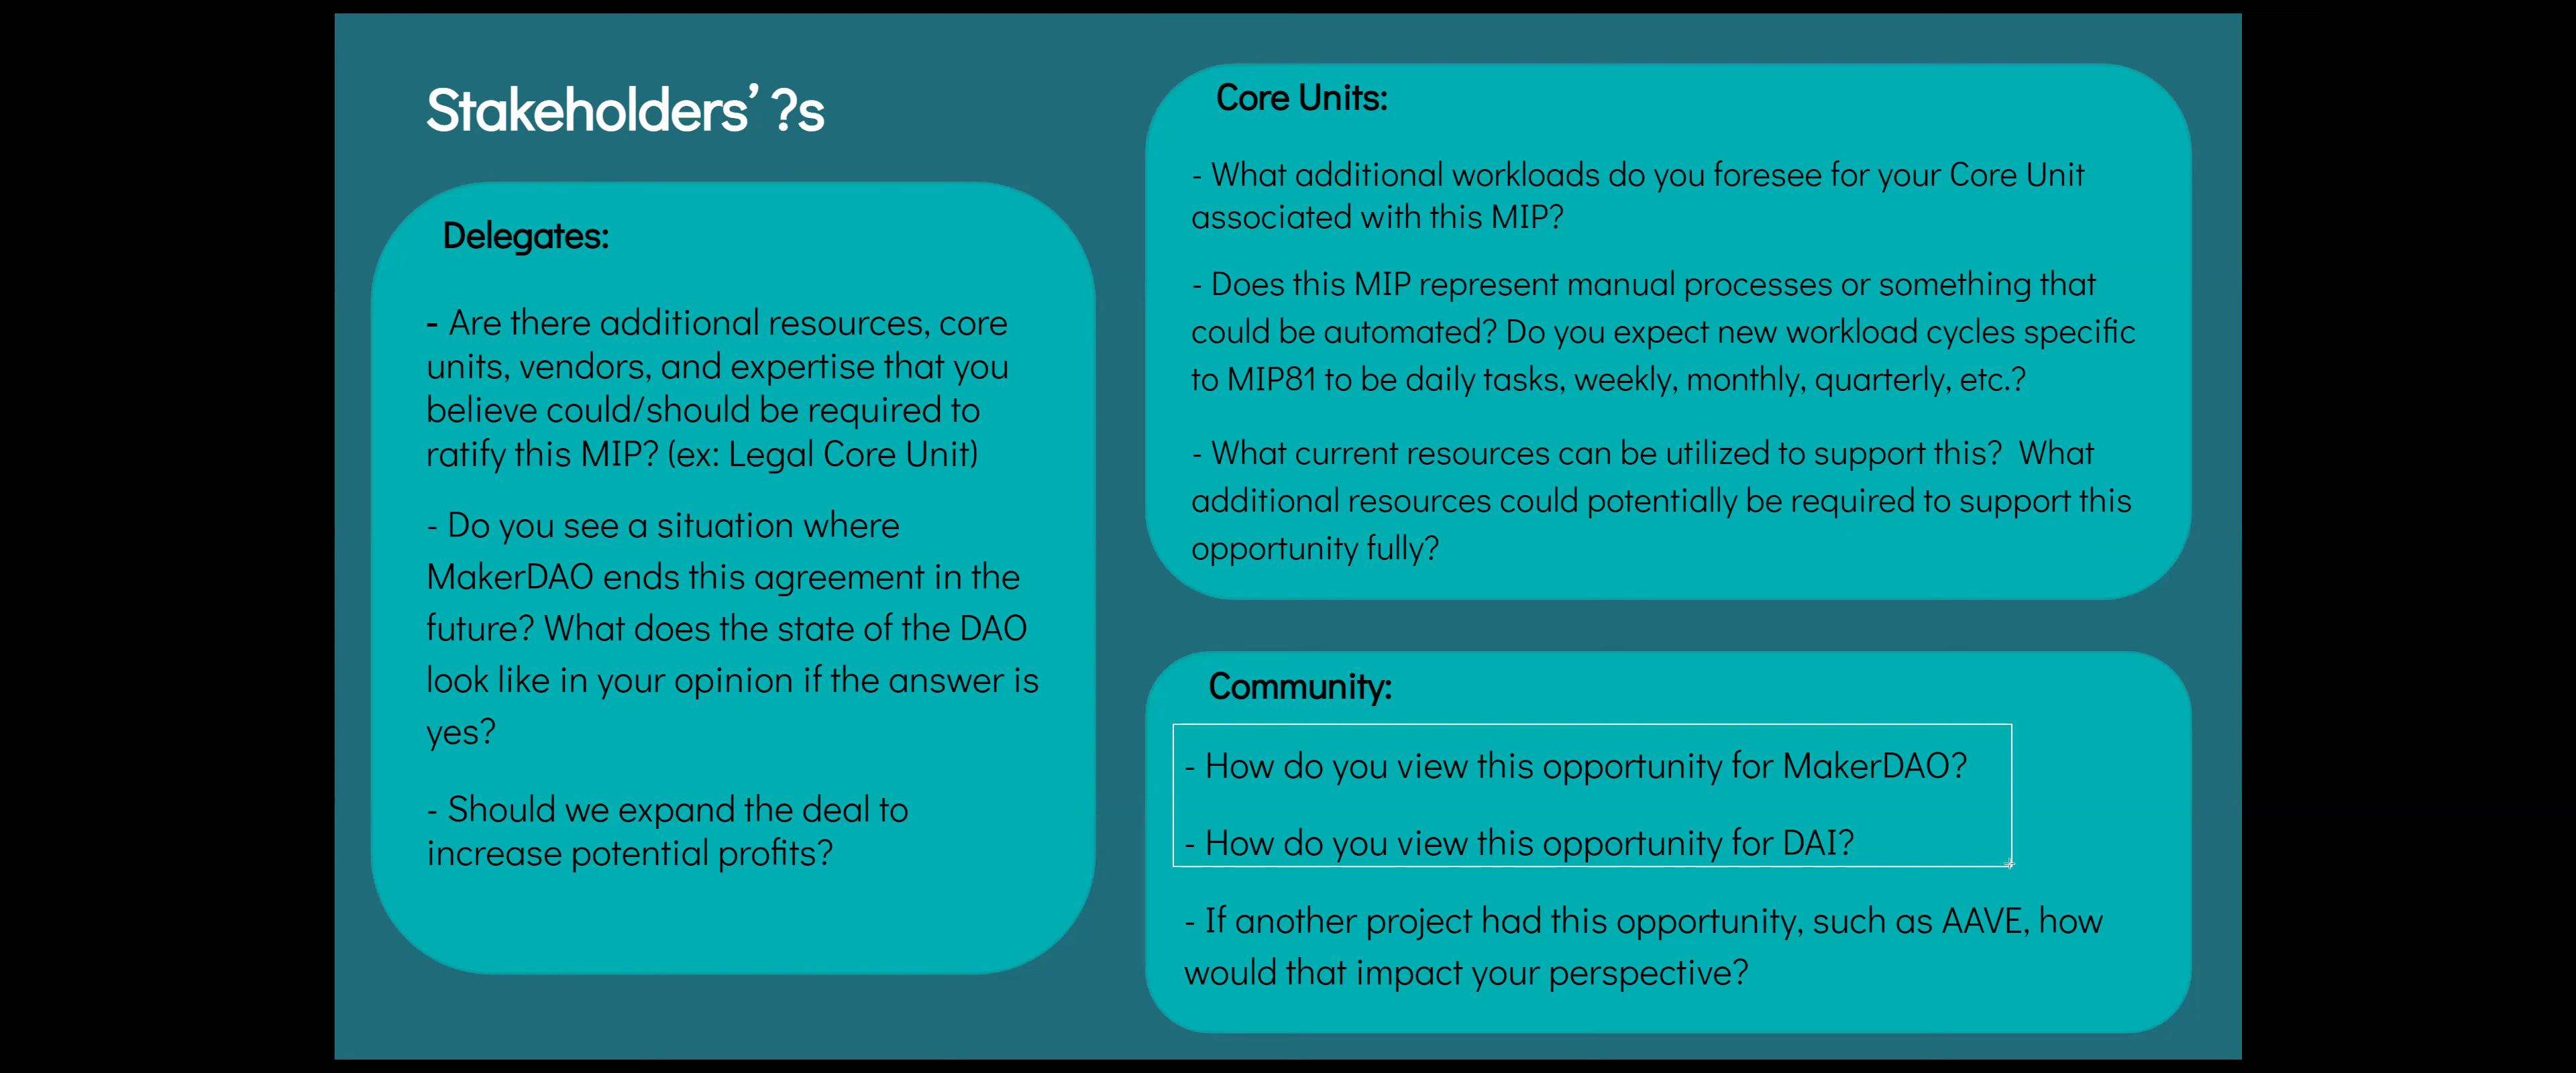 Stakeholders’ ?s
Delegates:
- Are there additional resources, core
units, vendors, and expertise that you
believe could/should be required to
ratify this MIP? (ex: Legal Core Unit)
- Do you see a situation where
MakerDAO ends this agreement in the
future? What does the state of the DAO
look like in your opinion if the answer is
yes?
- Should we expand the deal to
increase potential profits?
Core Units:
- What additional workloads do you foresee for your Core Unit
associated with this MIP?
- Does this MIP represent manual processes or something that
could be automated? Do you expect new workload cycles specific
to MIP81 to be daily tasks, weekly, monthly, quarterly, etc.?
- What current resources can be utilized to support this?  What
additional resources could potentially be required to support this
opportunity fully?
Community:
- How do you view this opportunity for MakerDAO?
- How do you view this opportunity for DAI?
- If another project had this opportunity, such as AAVE, how
would that impact your perspective?